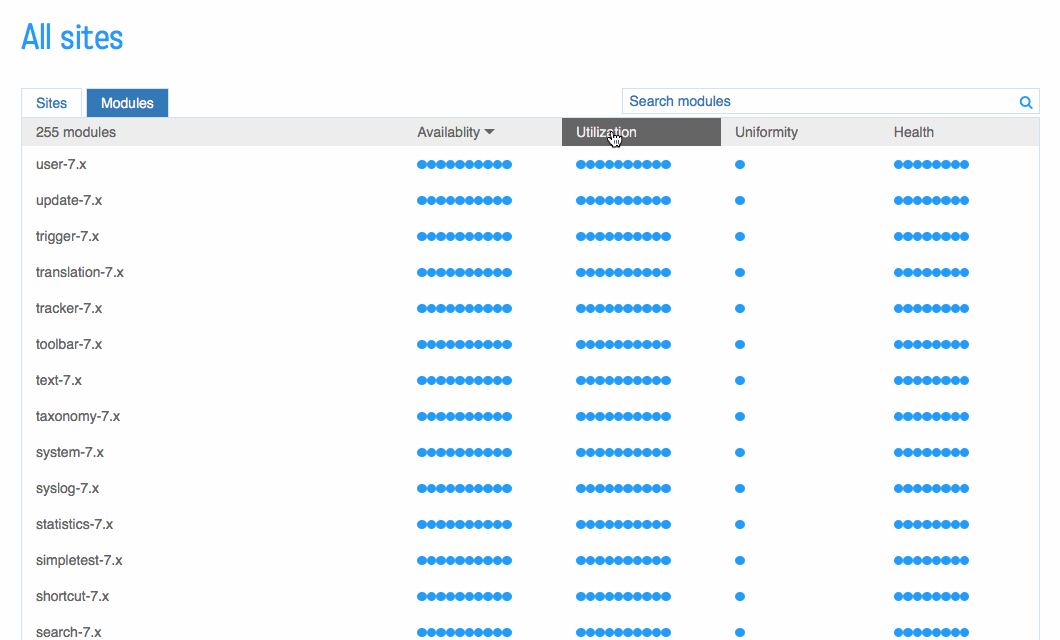 All sites
Sites Modules Search modules
255 modules Availablity Utilization Uniformity Health
user-7.x
update-7.x
trigger-7.x
translation-7.x
tracker-7.x
toolbar-7.x
text-7.x
taxonomy-7.x
system-7.x
syslog-7.x
statistics-7.x
simpletest-7.x
shortcut-7.x
search-7.x